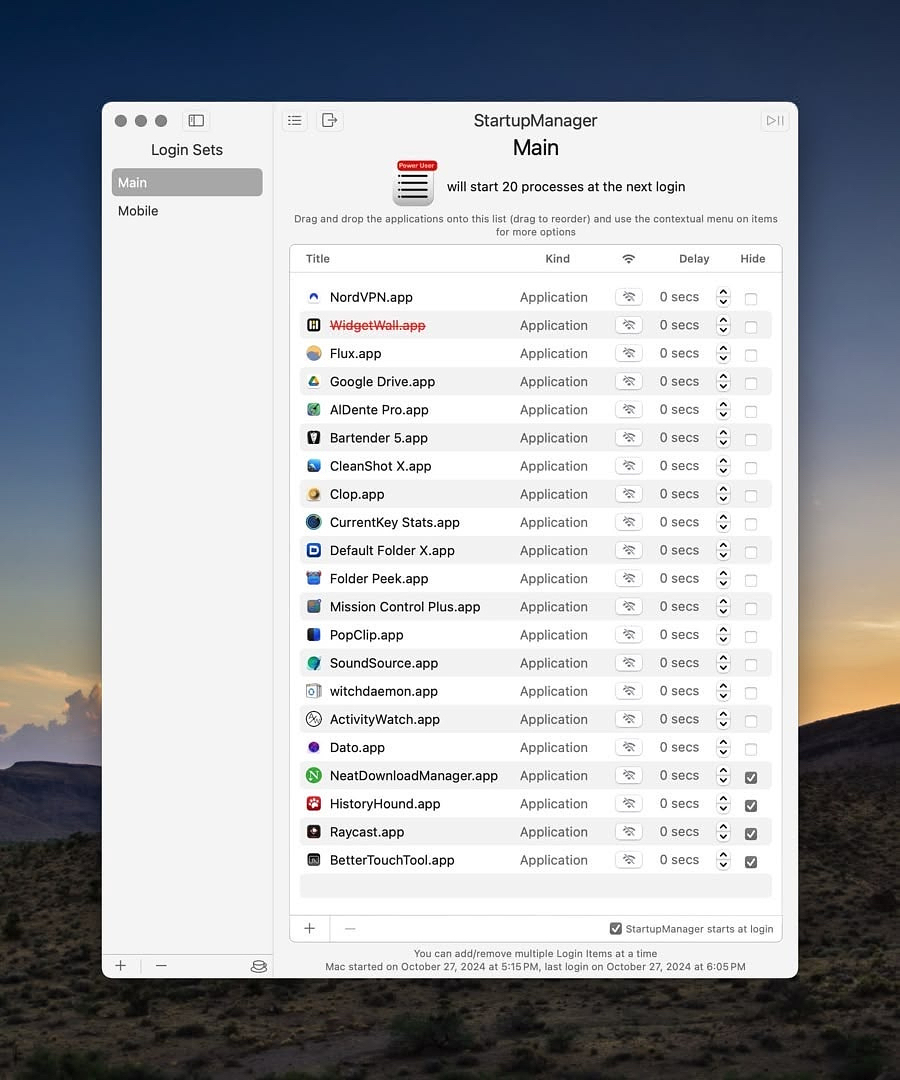 StartupManager
Login Sets
Main
Mobile
Main
Power User
will start 20 processes at the next login
Drag and drop the applications onto this list (drag to reorder) and use the contextual menu on items
for more options
Title Kind Delay Hide
NordVPN.app Application 0 secs
WidgetWall.app Application 0 secs
Flux.app Application 0 secs
Google Drive.app Application 0 secs
AlDente Pro.app Application 0 secs
Bartender 5.app Application 0 secs
CleanShot X.app Application 0 secs
Clop.app Application 0 secs
CurrentKey Stats.app Application 0 secs
Default Folder X.app Application 0 secs
Folder Peek.app Application 0 secs
Mission Control Plus.app Application 0 secs
PopClip.app Application 0 secs
SoundSource.app Application 0 secs
witchdaemon.app Application 0 secs
ActivityWatch.app Application 0 secs
Dato.app Application 0 secs
NeatDownloadManager.app Application 0 secs
HistoryHound.app Application 0 secs
Raycast.app Application 0 secs
BetterTouchTool.app Application 0 secs
StartupManager starts at login
You can add/remove multiple Login Items at a time
Mac started on October 27, 2024 at 5:15 PM, last login on October 27, 2024 at 6:05 PM